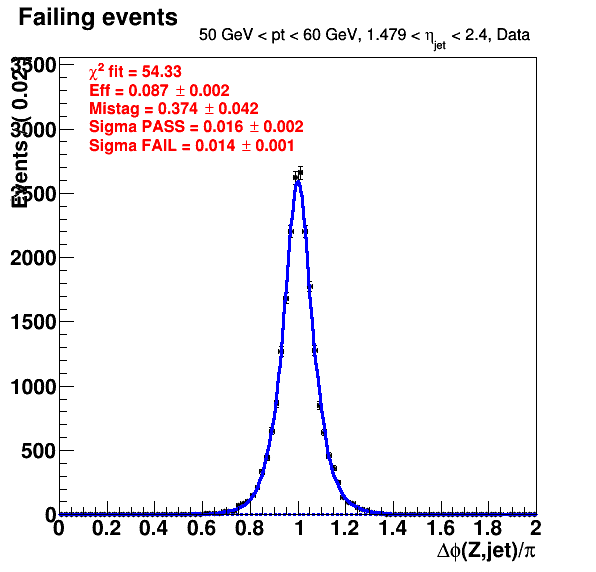 Failing events
50 GeV < pt < 60 GeV, 1.479 < η_jet < 2.4, Data
χ² fit = 54.33
Eff = 0.087 ± 0.002
Mistag = 0.374 ± 0.042
Sigma PASS = 0.016 ± 0.002
Sigma FAIL = 0.014 ± 0.001
Events
3500
3000
2500
2000
1500
1000
500
0
0 0.2 0.4 0.6 0.8 1 1.2 1.4 1.6 1.8 2
Δϕ(Z,jet)/π